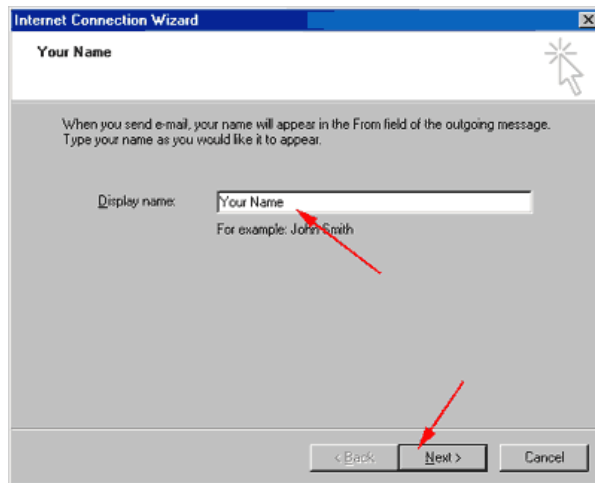 Internet Connection Wizard
Your Name
When you send e-mail, your name will appear in the From field of the outgoing message.
Type your name as you would like it to appear.
Display name: Your Name
For example: John Smith
< Back Next > Cancel